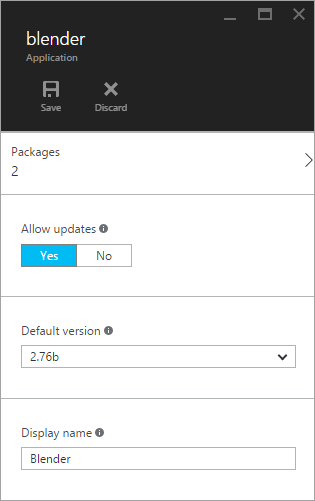 blender
Application
Save Discard
Packages
2
Allow updates
Yes No
Default version
2.76b
Display name
Blender